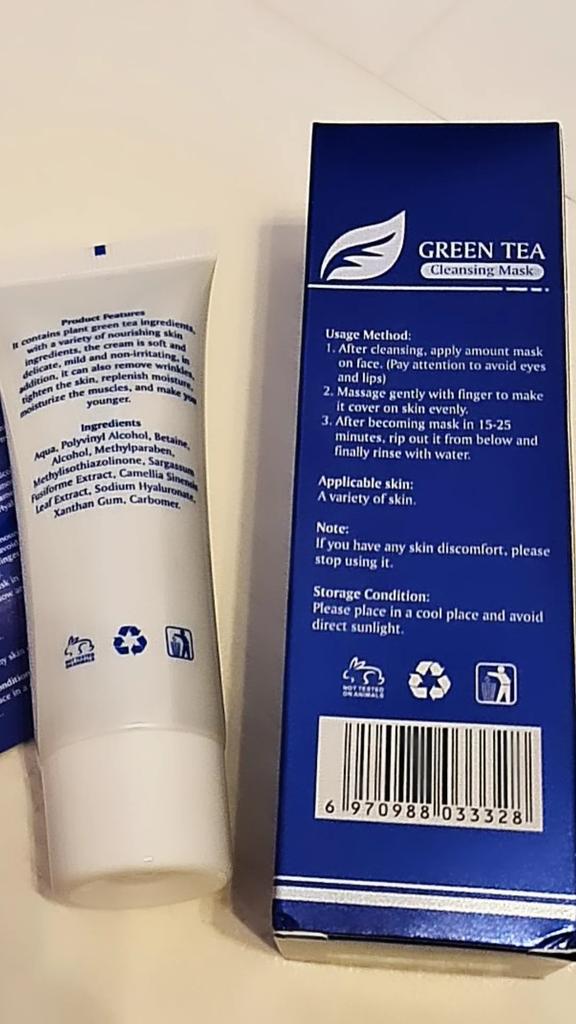 Product Features
It contains plant green tea ingredients,
with a variety of nourishing skin
ingredients, the cream is soft and
delicate, mild and non-irritating, in
addition, it can also remove wrinkles,
tighten the skin, replenish moisture,
moisturize the muscles, and make you
younger.
Ingredients
Aqua, Polyvinyl Alcohol, Betaine,
Alcohol, Methylparaben,
Methylisothiazolinone, Sargassum
Fusiforme Extract, Camellia Sinensis
Leaf Extract, Sodium Hyaluronate,
Xanthan Gum, Carbomer.
NOT TESTED
ON ANIMALS
GREEN TEA
Cleansing Mask
Usage Method:
1. After cleansing, apply amount mask
on face. (Pay attention to avoid eyes
and lips)
2. Massage gently with finger to make
it cover on skin evenly.
3. After becoming mask in 15-25
minutes, rip out it from below and
finally rinse with water.
Applicable skin:
A variety of skin.
Note:
If you have any skin discomfort, please
stop using it.
Storage Condition:
Please place in a cool place and avoid
direct sunlight.
NOT TESTED
ON ANIMALS
6 970988 033328